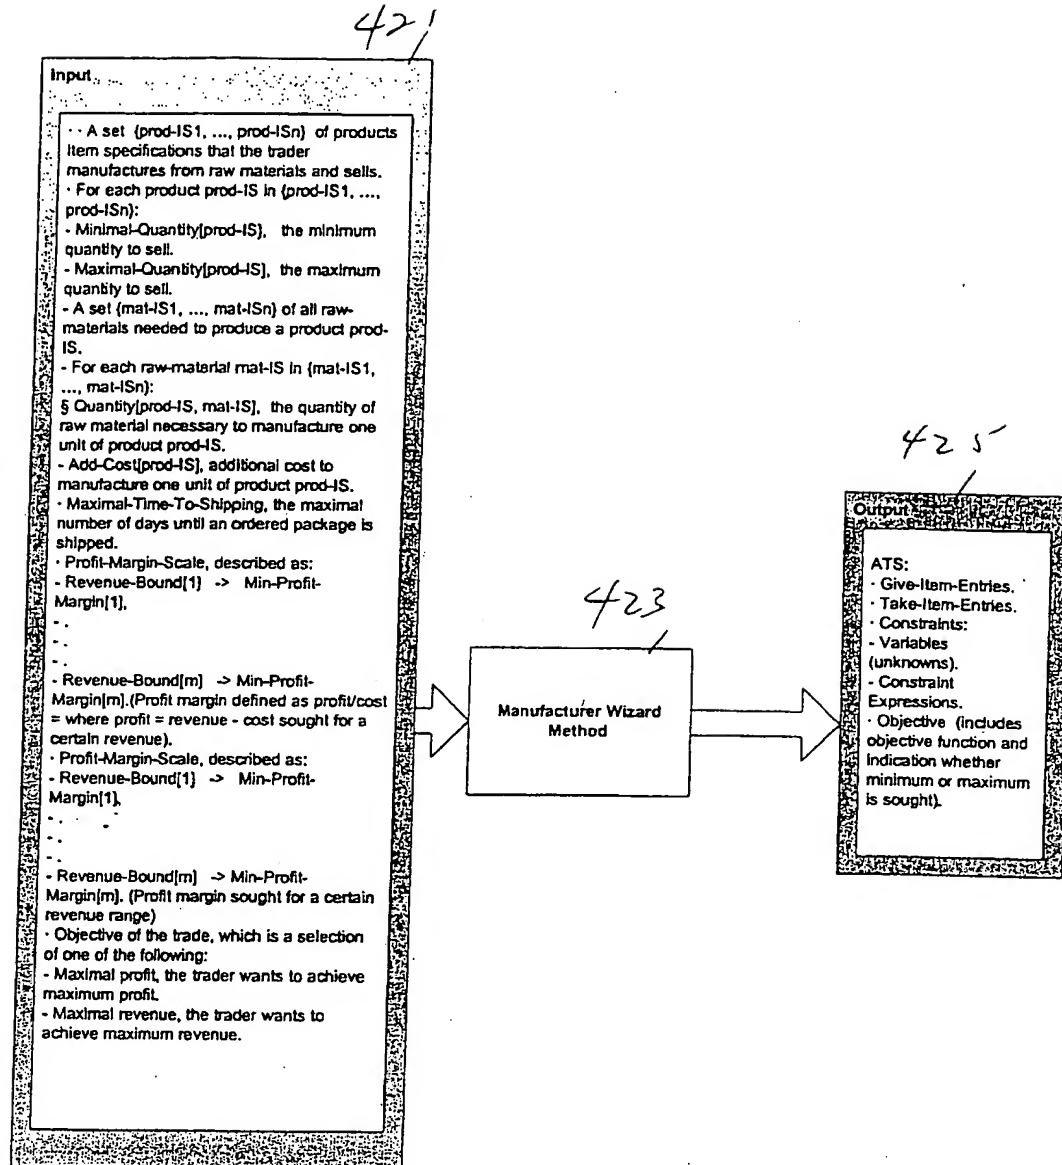 421
Input
· · A set {prod-IS1, ..., prod-ISn} of products
Item specifications that the trader
manufactures from raw materials and sells.
· For each product prod-IS in {prod-IS1, ...,
prod-ISn}:
- Minimal-Quantity[prod-IS], the minimum
quantity to sell.
- Maximal-Quantity[prod-IS], the maximum
quantity to sell.
- A set {mat-IS1, ..., mat-ISn} of all raw-
materials needed to produce a product prod-
IS.
- For each raw-material mat-IS in {mat-IS1,
..., mat-ISn}:
§ Quantity[prod-IS, mat-IS], the quantity of
raw material necessary to manufacture one
unit of product prod-IS.
- Add-Cost[prod-IS], additional cost to
manufacture one unit of product prod-IS.
· Maximal-Time-To-Shipping, the maximal
number of days until an ordered package is
shipped.
· Profit-Margin-Scale, described as:
- Revenue-Bound[1] -> Min-Profit-
Margin[1],
- .
- .
- .
- Revenue-Bound[m] -> Min-Profit-
Margin[m].(Profit margin defined as profit/cost
= where profit = revenue - cost sought for a
certain revenue).
· Profit-Margin-Scale, described as:
- Revenue-Bound[1] -> Min-Profit-
Margin[1],
- .
- .
- .
- Revenue-Bound[m] -> Min-Profit-
Margin[m]. (Profit margin sought for a certain
revenue range)
· Objective of the trade, which is a selection
of one of the following:
- Maximal profit, the trader wants to achieve
maximum profit.
- Maximal revenue, the trader wants to
achieve maximum revenue.
423
Manufacturer Wizard
Method
425
Output
ATS:
· Give-Item-Entries.
· Take-Item-Entries.
· Constraints:
- Variables
(unknowns).
- Constraint
Expressions.
· Objective (includes
objective function and
indication whether
minimum or maximum
is sought).